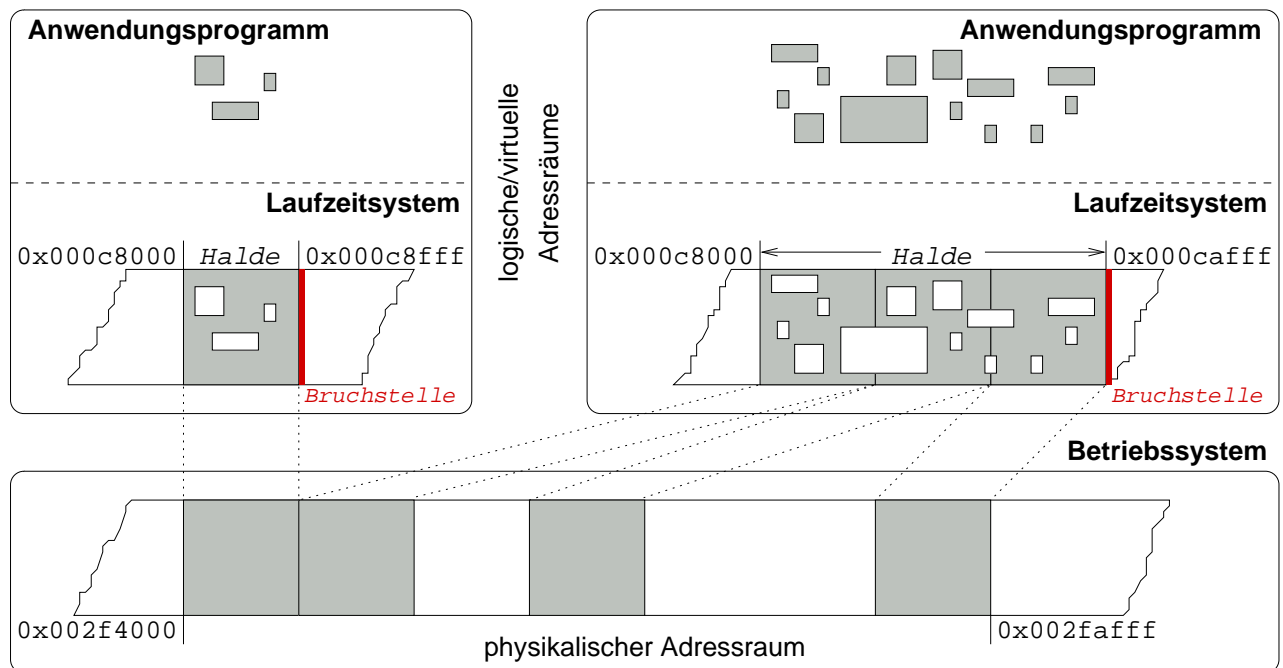 Anwendungsprogramm
Laufzeitsystem
0x000c8000 Halde 0x000c8fff
Bruchstelle
logische/virtuelle
Adressräume
Anwendungsprogramm
Laufzeitsystem
0x000c8000 Halde 0x000cafff
Bruchstelle
Betriebssystem
0x002f4000 physikalischer Adressraum 0x002fafff